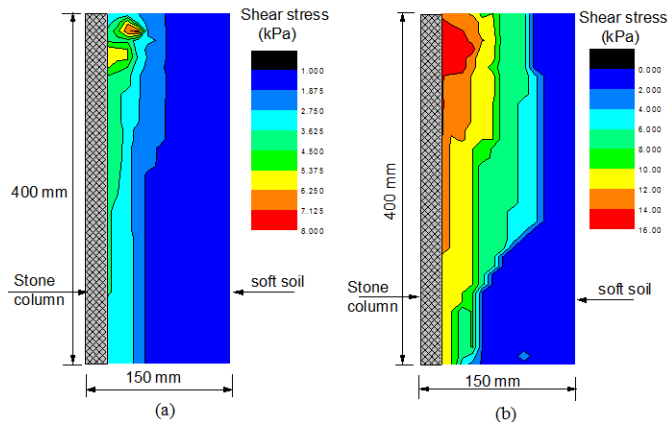 Shear stress
(kPa)
1.000
1.875
2.875
3.625
4.500
5.375
6.250
7.125
8.000
400 mm
Stone
column
soft soil
150 mm
(a)
Shear stress
(kPa)
0.000
2.000
4.000
6.000
8.000
10.00
12.00
14.00
16.00
400 mm
Stone
column
soft soil
150 mm
(b)